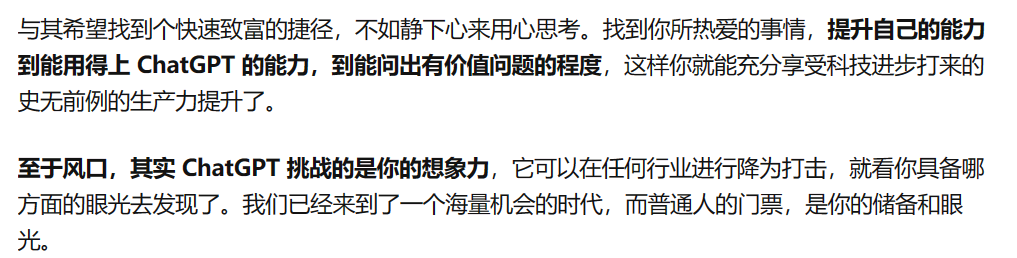 与其希望找到个快速致富的捷径，不如静下心来用心思考。找到你所热爱的事情，提升自己的能力
到能用得上 ChatGPT 的能力，到能问出有价值问题的程度，这样你就能充分享受科技进步打来的
史无前例的生产力提升了。
至于风口，其实 ChatGPT 挑战的是你的想象力，它可以在任何行业进行降为打击，就看你具备哪
方面的眼光去发现了。我们已经来到了一个海量机会的时代，而普通人的门票，是你的储备和眼
光。